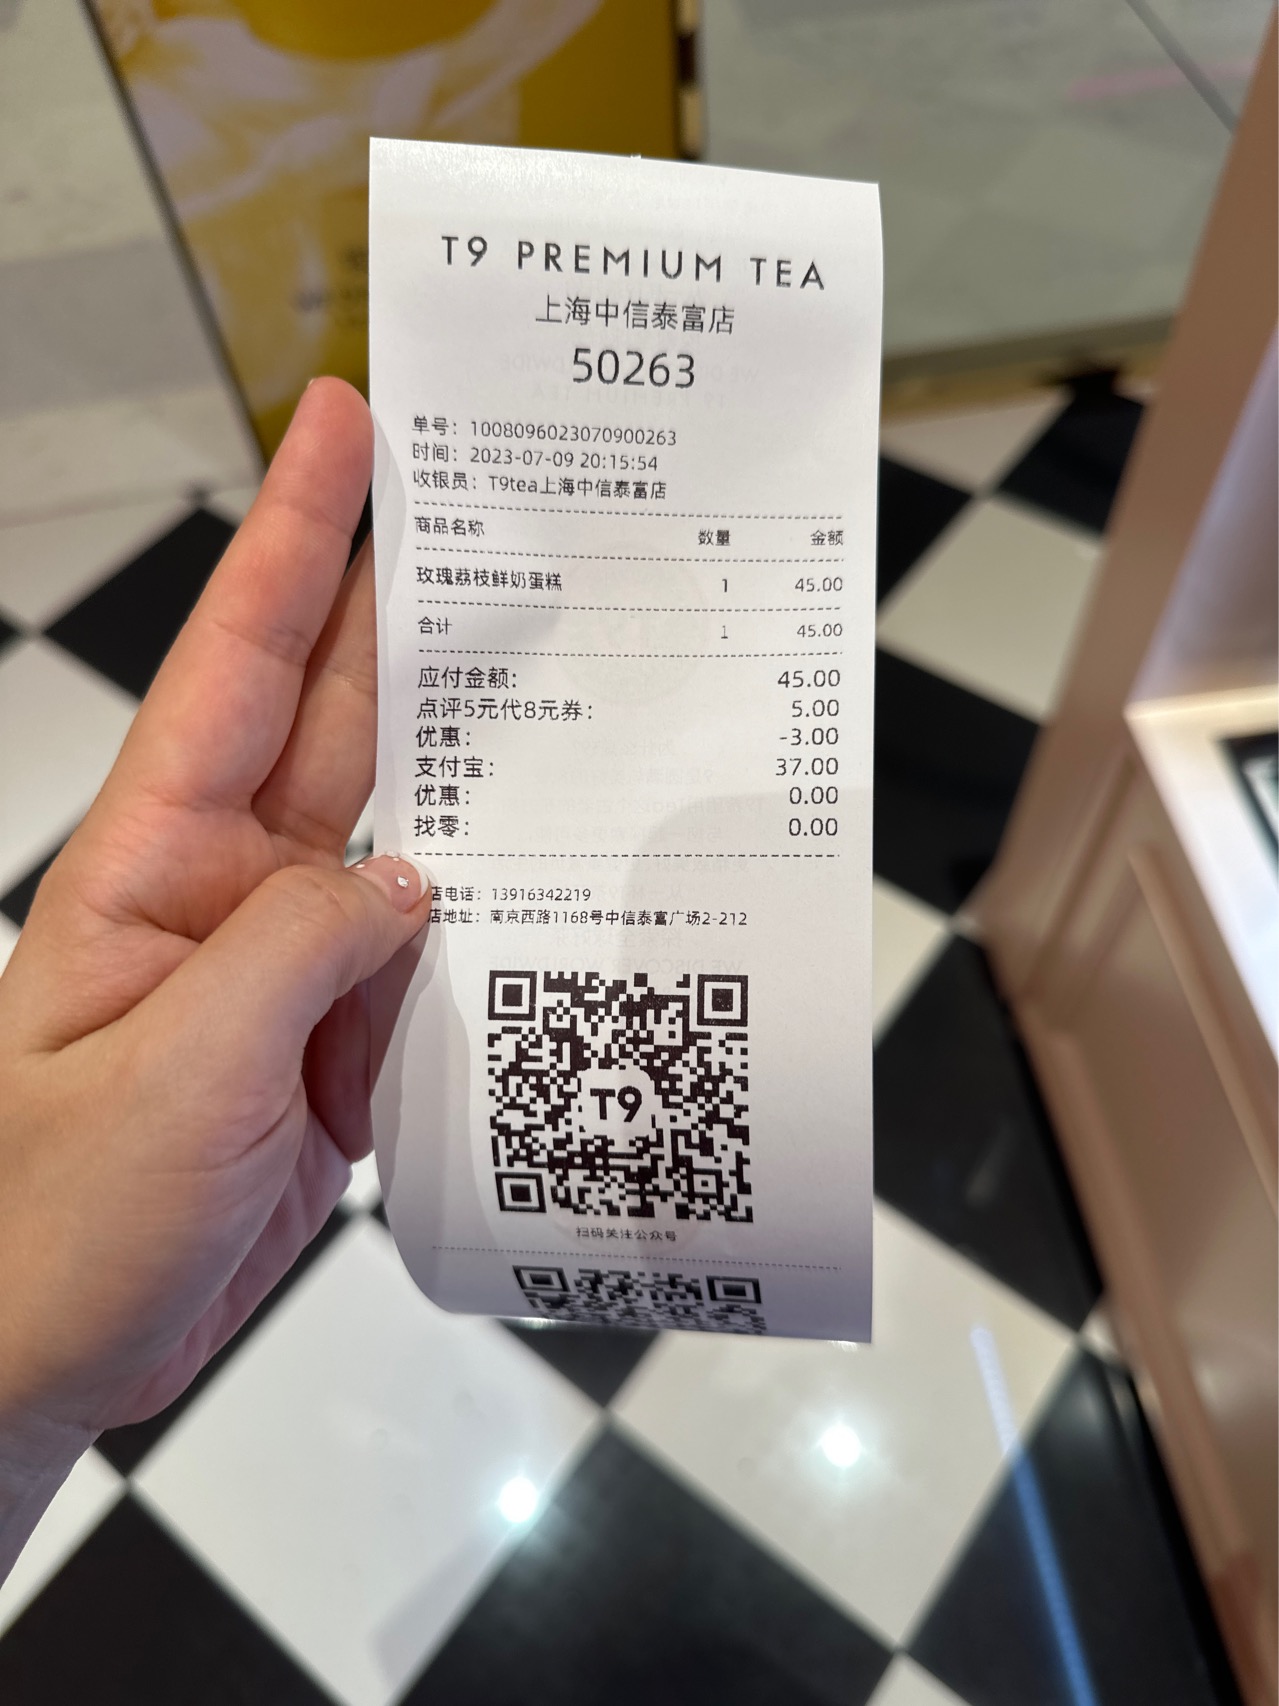 T9 PREMIUM TEA
上海中信泰富店
50263
单号：1008096023070900263
时间：2023-07-09 20:15:54
收银员：T9tea上海中信泰富店
商品名称 数量 金额
玫瑰荔枝鲜奶蛋糕 1 45.00
合计 1 45.00
应付金额： 45.00
点评5元代8元券： 5.00
优惠： -3.00
支付宝： 37.00
优惠： 0.00
找零： 0.00
店电话：13916342219
店地址：南京西路1168号中信泰富广场2-212
T9
扫码关注公众号